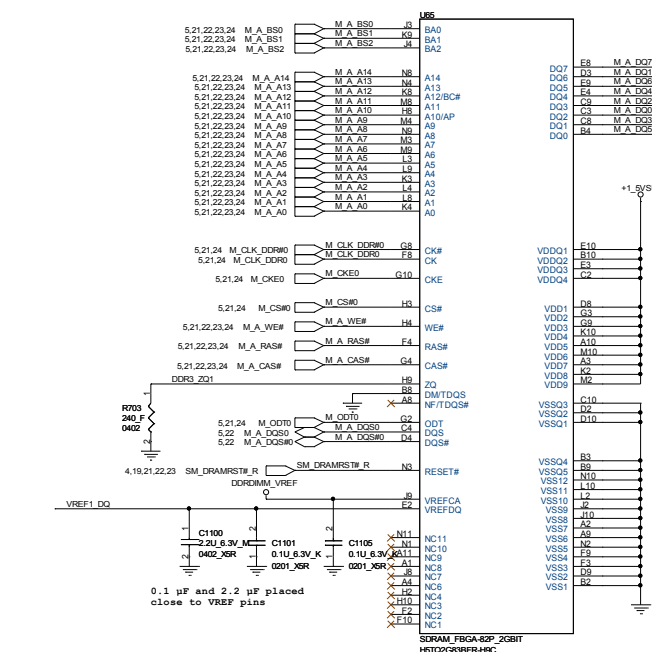 U65
5,21,22,23,24 M_A_BS0 M_A_BS0 J3 BA0
5,21,22,23,24 M_A_BS1 M_A_BS1 K9 BA1
5,21,22,23,24 M_A_BS2 M_A_BS2 J4 BA2
5,21,22,23,24 M_A_A14 M_A_A14 N8 A14
5,21,22,23,24 M_A_A13 M_A_A13 N4 A13
5,21,22,23,24 M_A_A12 M_A_A12 K8 A12/BC#
5,21,22,23,24 M_A_A11 M_A_A11 M8 A11
5,21,22,23,24 M_A_A10 M_A_A10 H8 A10/AP
5,21,22,23,24 M_A_A9 M_A_A9 M4 A9
5,21,22,23,24 M_A_A8 M_A_A8 N9 A8
5,21,22,23,24 M_A_A7 M_A_A7 M3 A7
5,21,22,23,24 M_A_A6 M_A_A6 M9 A6
5,21,22,23,24 M_A_A5 M_A_A5 L3 A5
5,21,22,23,24 M_A_A4 M_A_A4 L9 A4
5,21,22,23,24 M_A_A3 M_A_A3 K3 A3
5,21,22,23,24 M_A_A2 M_A_A2 L4 A2
5,21,22,23,24 M_A_A1 M_A_A1 L8 A1
5,21,22,23,24 M_A_A0 M_A_A0 K4 A0
5,21,24 M_CLK_DDR#0 M_CLK_DDR#0 G8 CK#
5,21,24 M_CLK_DDR0 M_CLK_DDR0 F8 CK
5,21,24 M_CKE0 M_CKE0 G10 CKE
5,21,24 M_CS#0 M_CS#0 H3 CS#
5,21,22,23,24 M_A_WE# M_A_WE# H4 WE#
5,21,22,23,24 M_A_RAS# M_A_RAS# F4 RAS#
5,21,22,23,24 M_A_CAS# M_A_CAS# G4 CAS#
DDR3_ZQ1 H9 ZQ
B8 DM/TDQS
A8 NF/TDQS#
1
R703
240_F
0402
2
5,21,24 M_ODT0 M_ODT0 G2 ODT
5,22 M_A_DQS0 M_A_DQS0 C4 DQS
5,22 M_A_DQS#0 M_A_DQS#0 D4 DQS#
4,19,21,22,23 SM_DRAMRST#_R SM_DRAMRST#_R N3 RESET#
DDRDIMM_VREF
J9 VREFCA
VREF1_DQ E2 VREFDQ
1 C1100 2.2U_6.3V_M 0402_X5R 2
1 C1101 0.1U_6.3V_K 0201_X5R 2
1 C1105 0.1U_6.3V_K 0201_X5R 2
0.1 µF and 2.2 µF placed
close to VREF pins
N11 NC11
N1 NC10
A11 NC9
A1 NC8
J8 NC7
A4 NC6
H2 NC4
H10 NC3
F2 NC2
F10 NC1
DQ7 E8 M_A_DQ7
DQ6 D3 M_A_DQ1
DQ5 E9 M_A_DQ6
DQ4 E4 M_A_DQ4
DQ3 C9 M_A_DQ2
DQ2 C3 M_A_DQ0
DQ1 C8 M_A_DQ3
DQ0 B4 M_A_DQ5
VDDQ1 E10
VDDQ2 B10
VDDQ3 E3
VDDQ4 C2
VDD1 D8
VDD2 G3
VDD3 G9
VDD4 K10
VDD5 A10
VDD6 M10
VDD7 A3
VDD8 K2
VDD9 M2
VSSQ3 C10
VSSQ2 D2
VSSQ1 D10
VSSQ4 B3
VSSQ5 B9
VSS12 N10
VSS11 L10
VSS10 L2
VSS9 J2
VSS8 J10
VSS7 A2
VSS6 A9
VSS5 N2
VSS4 F9
VSS3 F3
VSS2 D9
VSS1 B2
SDRAM_FBGA-82P_2GBIT
H5TQ2G83BFR-H9C